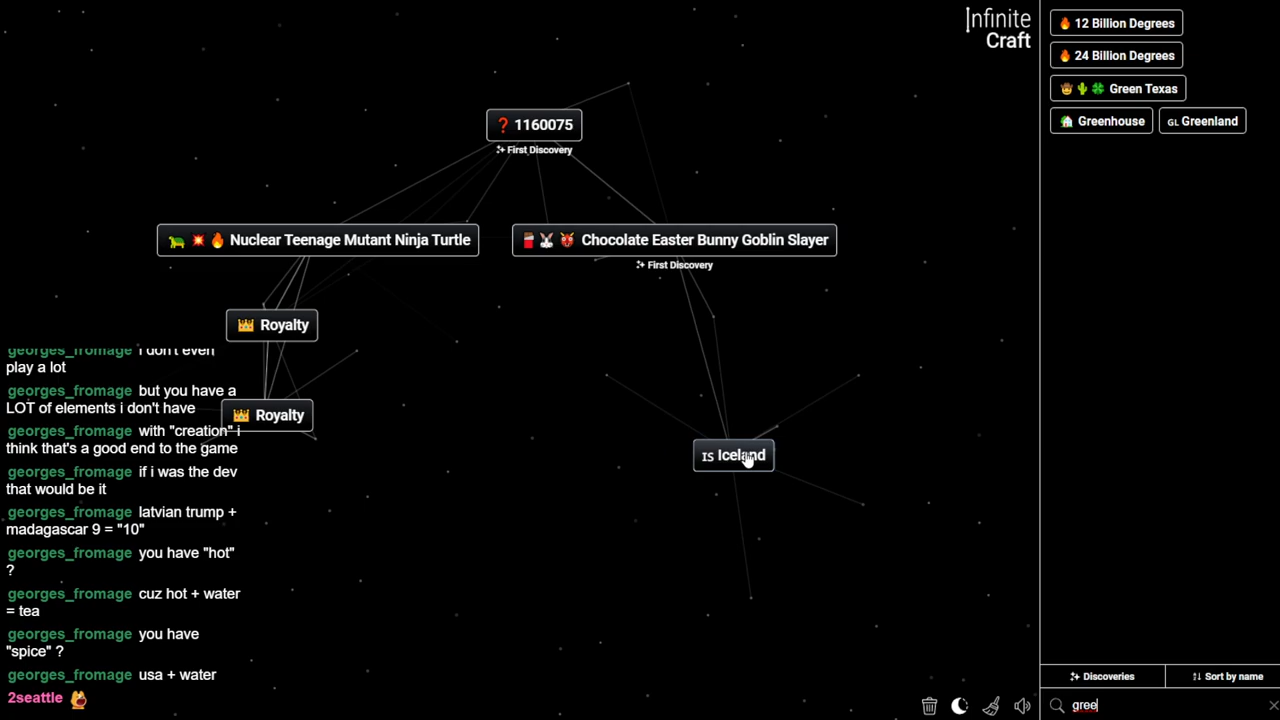 Infinite
Craft
🔥 12 Billion Degrees
🔥 24 Billion Degrees
🤠🌵🍀 Green Texas
🏡 Greenhouse
GL Greenland
❓ 1160075
✨ First Discovery
🐢💥🔥 Nuclear Teenage Mutant Ninja Turtle
🍫🐰👹 Chocolate Easter Bunny Goblin Slayer
✨ First Discovery
👑 Royalty
👑 Royalty
IS Iceland
georges_fromage i don't even
play a lot
georges_fromage but you have a
LOT of elements i don't have
georges_fromage with "creation" i
think that's a good end to the game
georges_fromage if i was the dev
that would be it
georges_fromage latvian trump +
madagascar 9 = "10"
georges_fromage you have "hot"
?
georges_fromage cuz hot + water
= tea
georges_fromage you have
"spice" ?
georges_fromage usa + water
2seattle
✨ Discoveries
Sort by name
gree